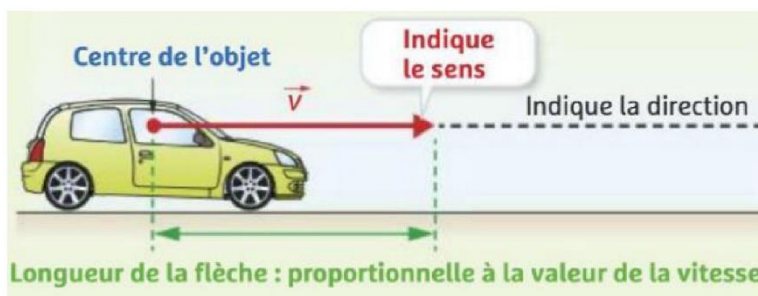 Centre de l'objet
Indique
le sens
v
Indique la direction
Longueur de la flèche : proportionnelle à la valeur de la vitesse